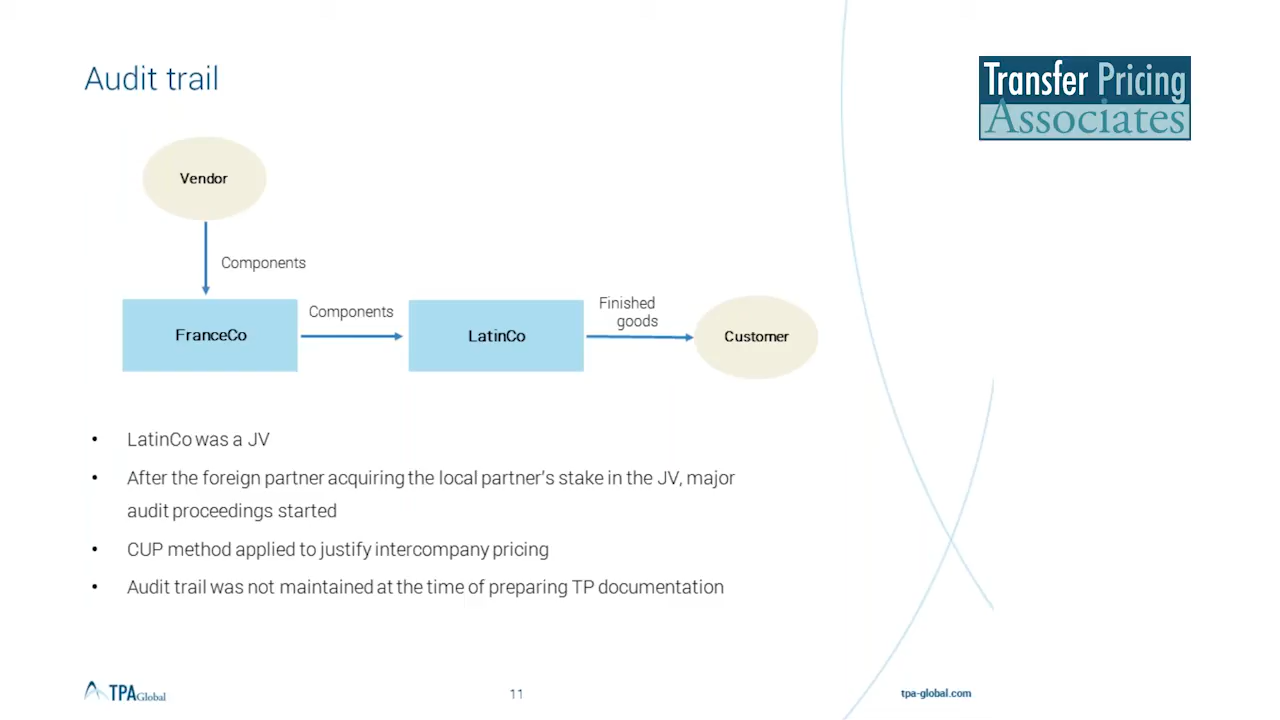 Audit trail
Transfer Pricing
Associates
Vendor
Components
FranceCo
Components
LatinCo
Finished
goods
Customer
• LatinCo was a JV
• After the foreign partner acquiring the local partner's stake in the JV, major
audit proceedings started
• CUP method applied to justify intercompany pricing
• Audit trail was not maintained at the time of preparing TP documentation
TPA Global
11
tpa-global.com